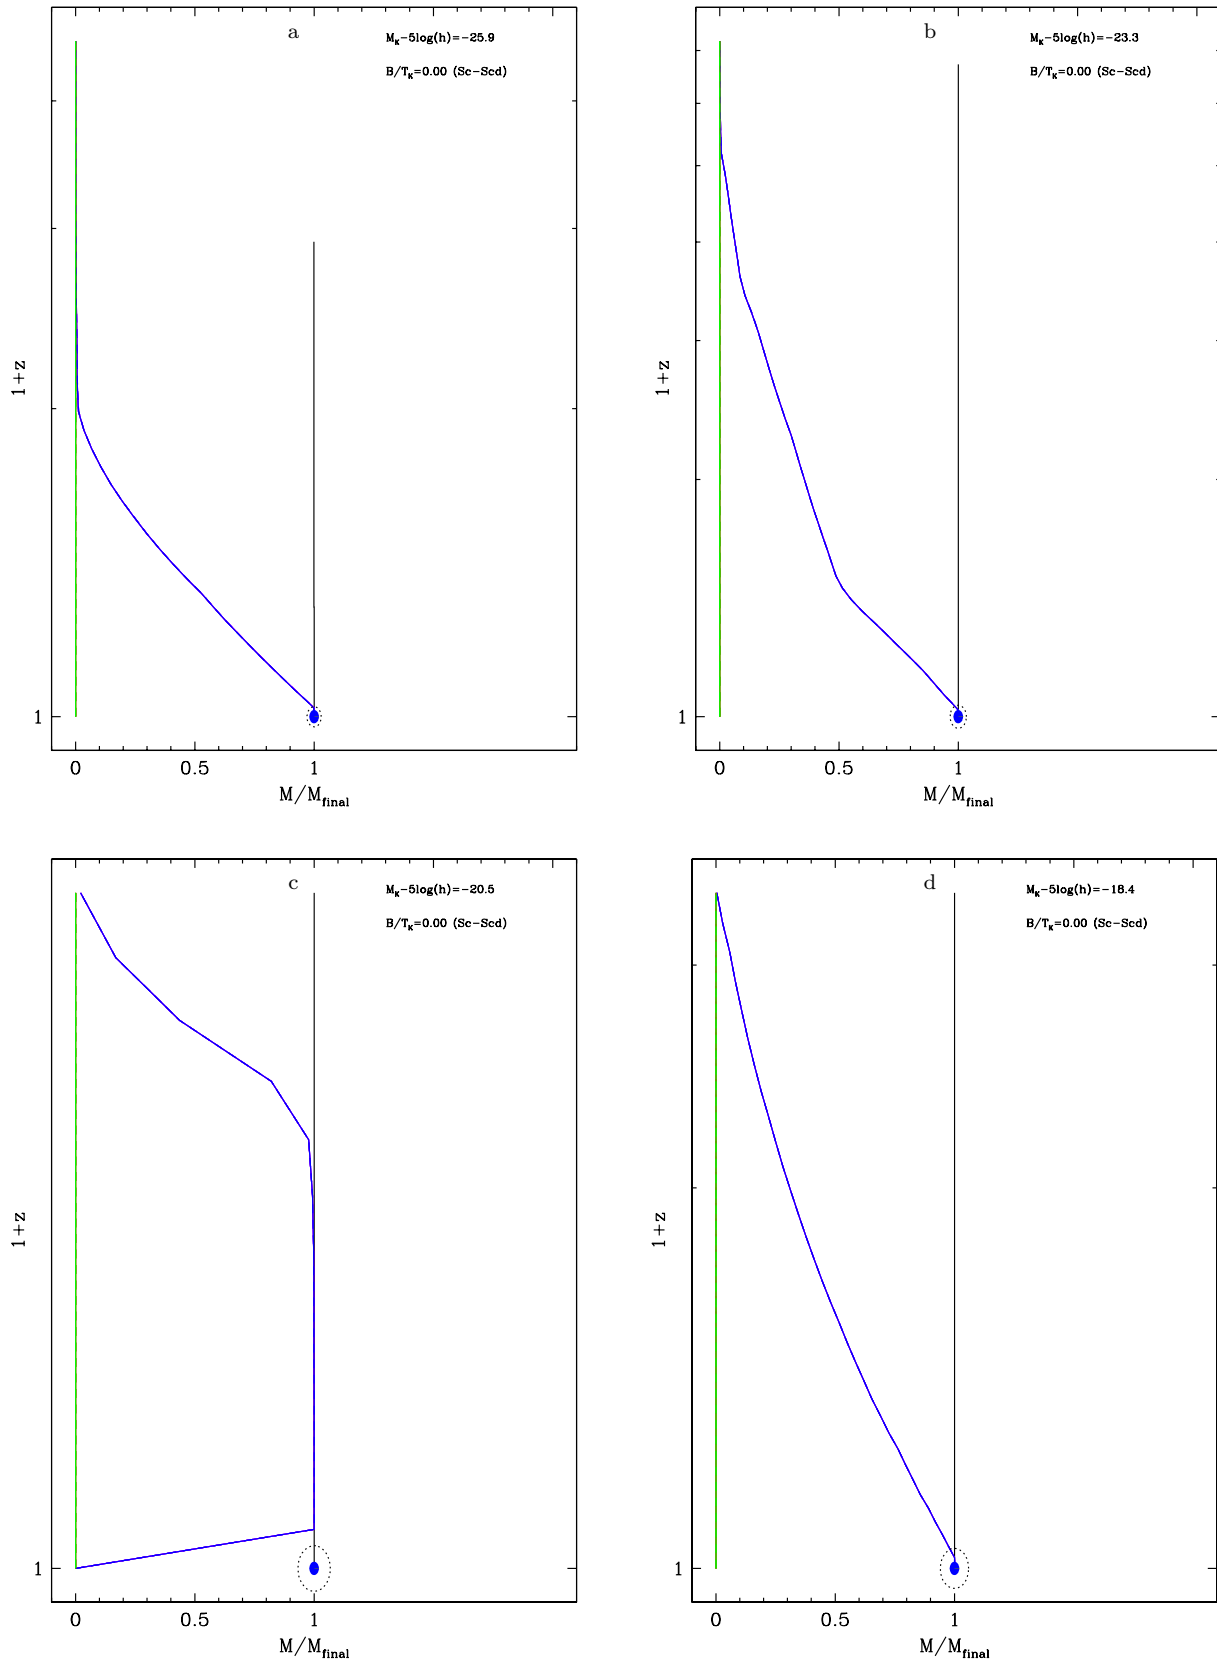 a
M_K-5log(h)=-25.9
B/T_K=0.00 (Sc-Scd)
1+z
1
0 0.5 1
M/M_final
b
M_K-5log(h)=-23.3
B/T_K=0.00 (Sc-Scd)
1+z
1
0 0.5 1
M/M_final
c
M_K-5log(h)=-20.5
B/T_K=0.00 (Sc-Scd)
1+z
1
0 0.5 1
M/M_final
d
M_K-5log(h)=-18.4
B/T_K=0.00 (Sc-Scd)
1+z
1
0 0.5 1
M/M_final